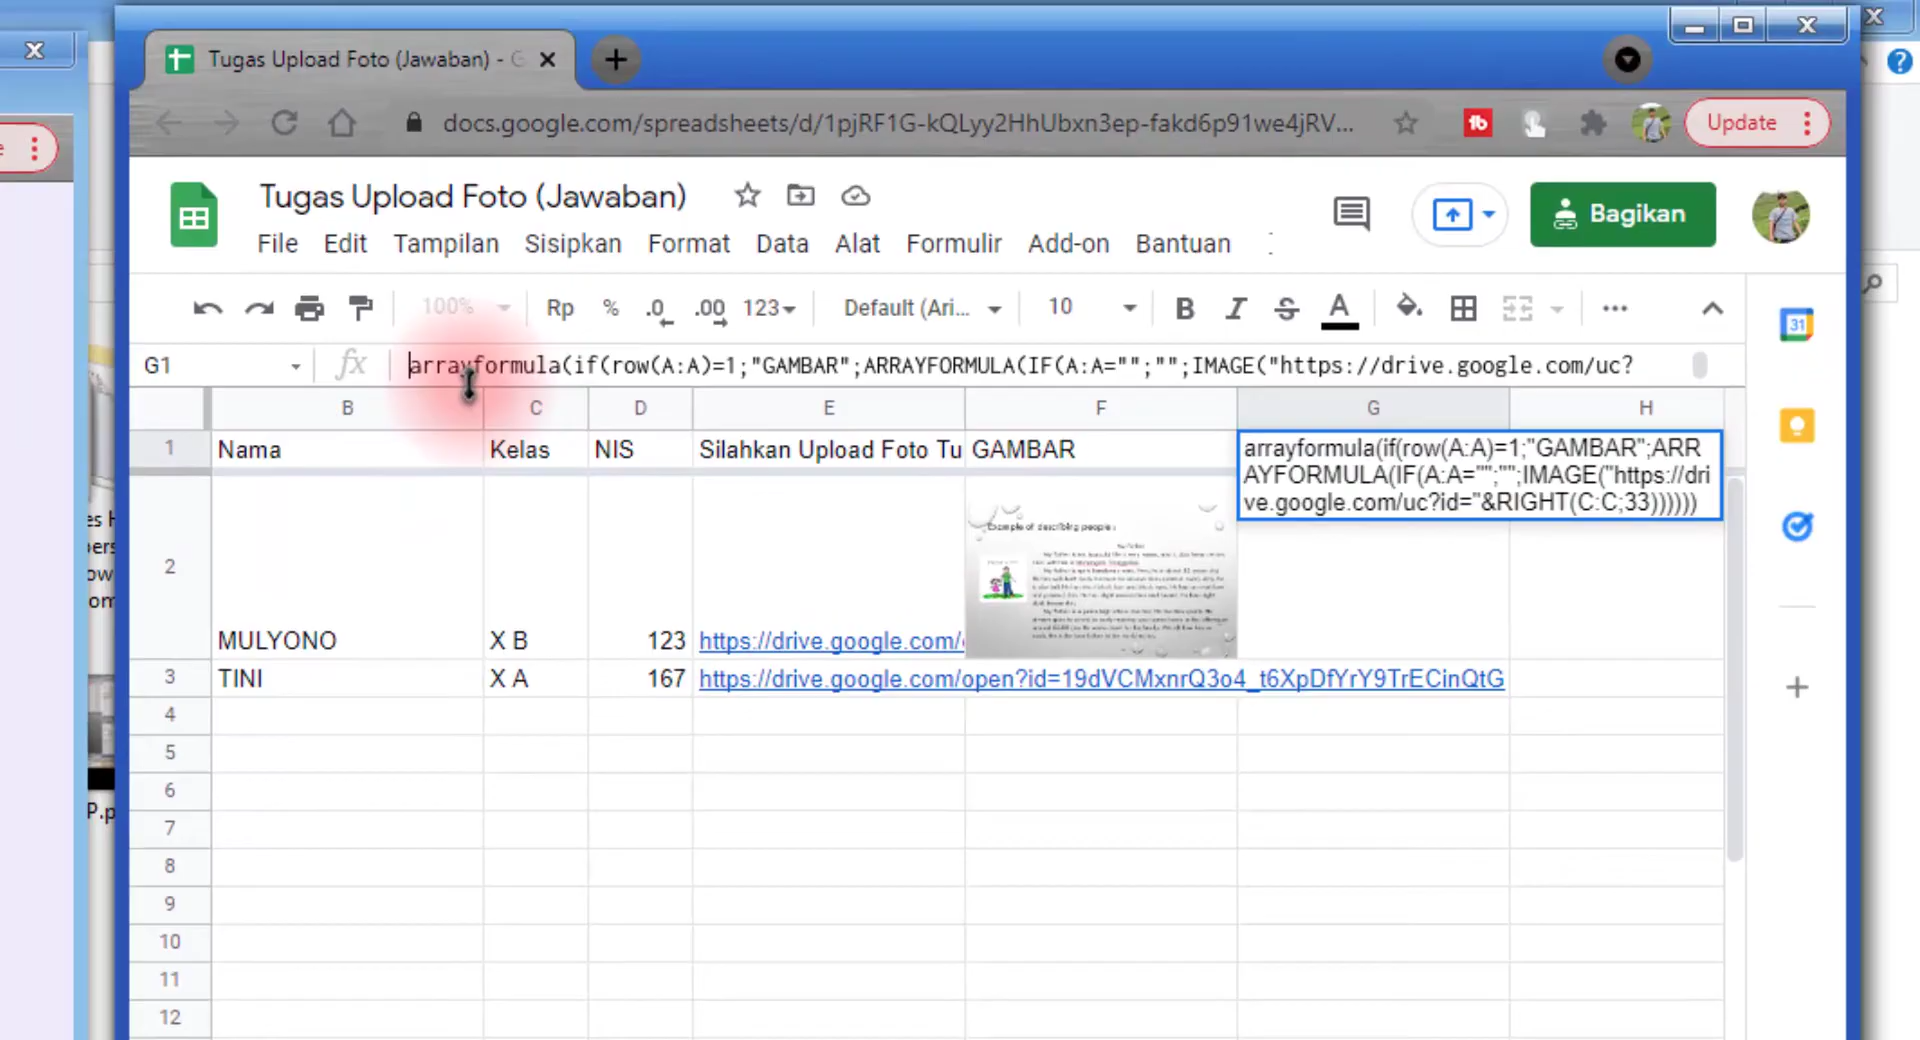 Tugas Upload Foto (Jawaban) - G
docs.google.com/spreadsheets/d/1pjRF1G-kQLyy2HhUbxn3ep-fakd6p91we4jRV...
Update
Tugas Upload Foto (Jawaban)
Bagikan
File Edit Tampilan Sisipkan Format Data Alat Formulir Add-on Bantuan
100% Rp % .0 .00 123 Default (Ari... 10 B I S A
G1 fx arrayformula(if(row(A:A)=1;"GAMBAR";ARRAYFORMULA(IF(A:A="";"";IMAGE("https://drive.google.com/uc?
B C D E F G H
1 Nama Kelas NIS Silahkan Upload Foto Tu GAMBAR
arrayformula(if(row(A:A)=1;"GAMBAR";ARR
AYFORMULA(IF(A:A="";"";IMAGE("https://dri
ve.google.com/uc?id="&RIGHT(C:C;33))))))
Example of describing people :
2 MULYONO X B 123 https://drive.google.com/
3 TINI X A 167 https://drive.google.com/open?id=19dVCMxnrQ3o4_t6XpDfYrY9TrECinQtG
4
5
6
7
8
9
10
11
12
31
P.p